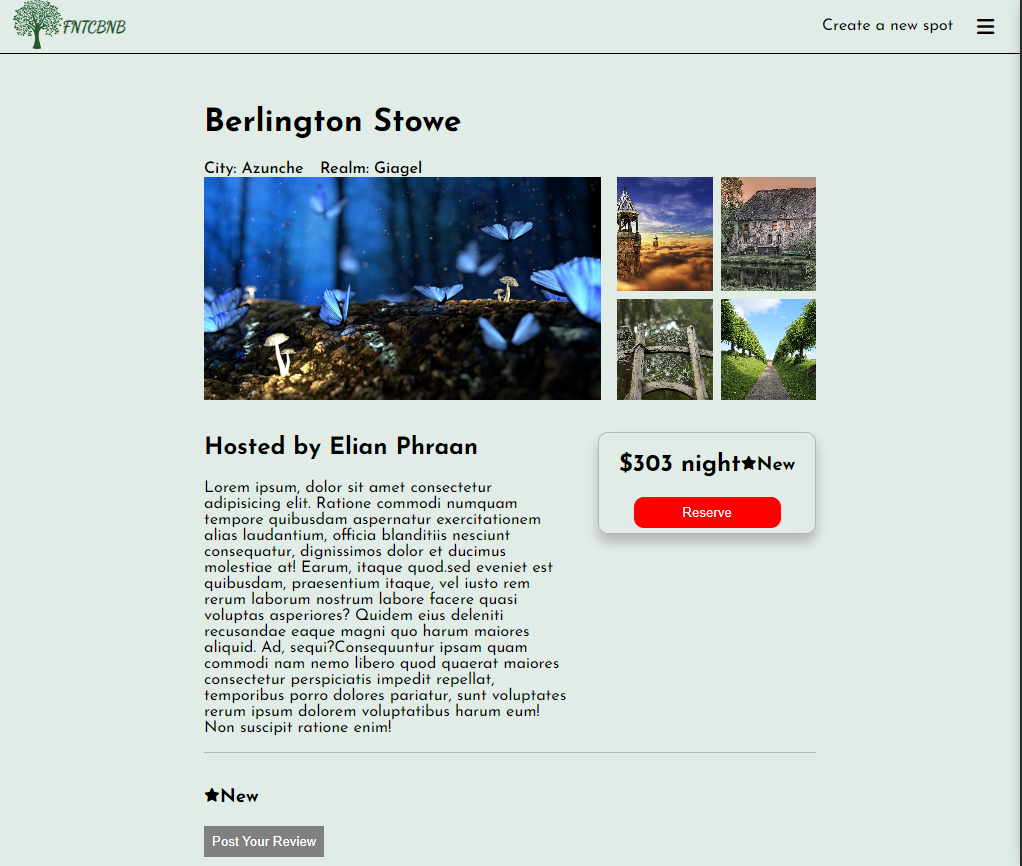 FNTCBNB
Create a new spot
Berlington Stowe
City: Azunche Realm: Giagel
Hosted by Elian Phraan
$303 night★New
Reserve
Lorem ipsum, dolor sit amet consectetur
adipisicing elit. Ratione commodi numquam
tempore quibusdam aspernatur exercitationem
alias laudantium, officia blanditiis nesciunt
consequatur, dignissimos dolor et ducimus
molestiae at! Earum, itaque quod.sed eveniet est
quibusdam, praesentium itaque, vel iusto rem
rerum laborum nostrum labore facere quasi
voluptas asperiores? Quidem eius deleniti
recusandae eaque magni quo harum maiores
aliquid. Ad, sequi?Consequuntur ipsam quam
commodi nam nemo libero quod quaerat maiores
consectetur perspiciatis impedit repellat,
temporibus porro dolores pariatur, sunt voluptates
rerum ipsum dolorem voluptatibus harum eum!
Non suscipit ratione enim!
★New
Post Your Review